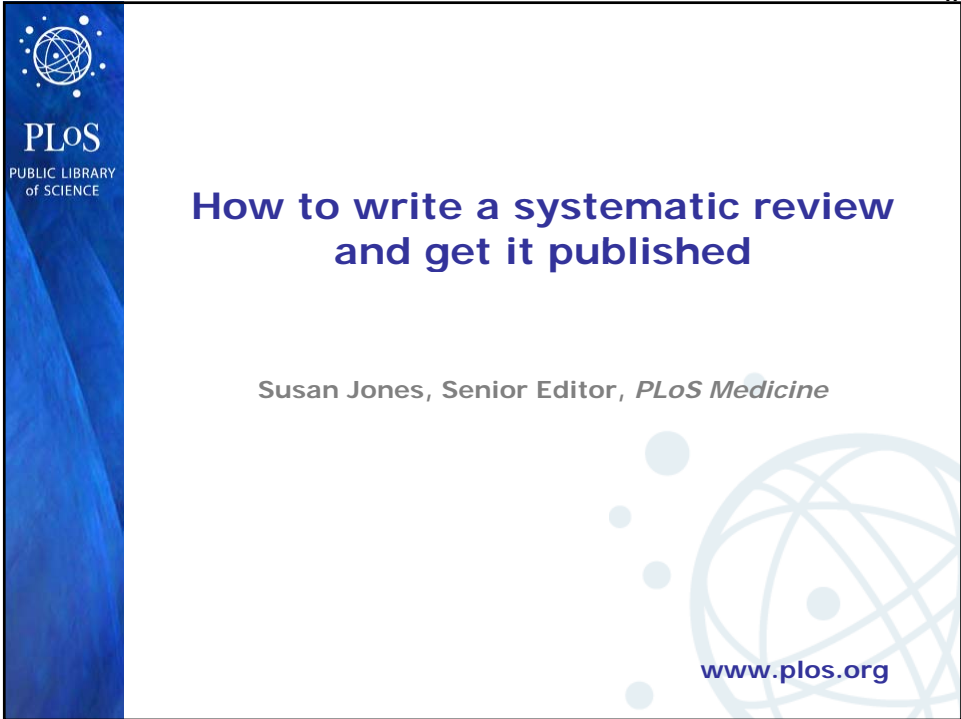 PLoS
PUBLIC LIBRARY
of SCIENCE
How to write a systematic review
and get it published
Susan Jones, Senior Editor, PLoS Medicine
www.plos.org